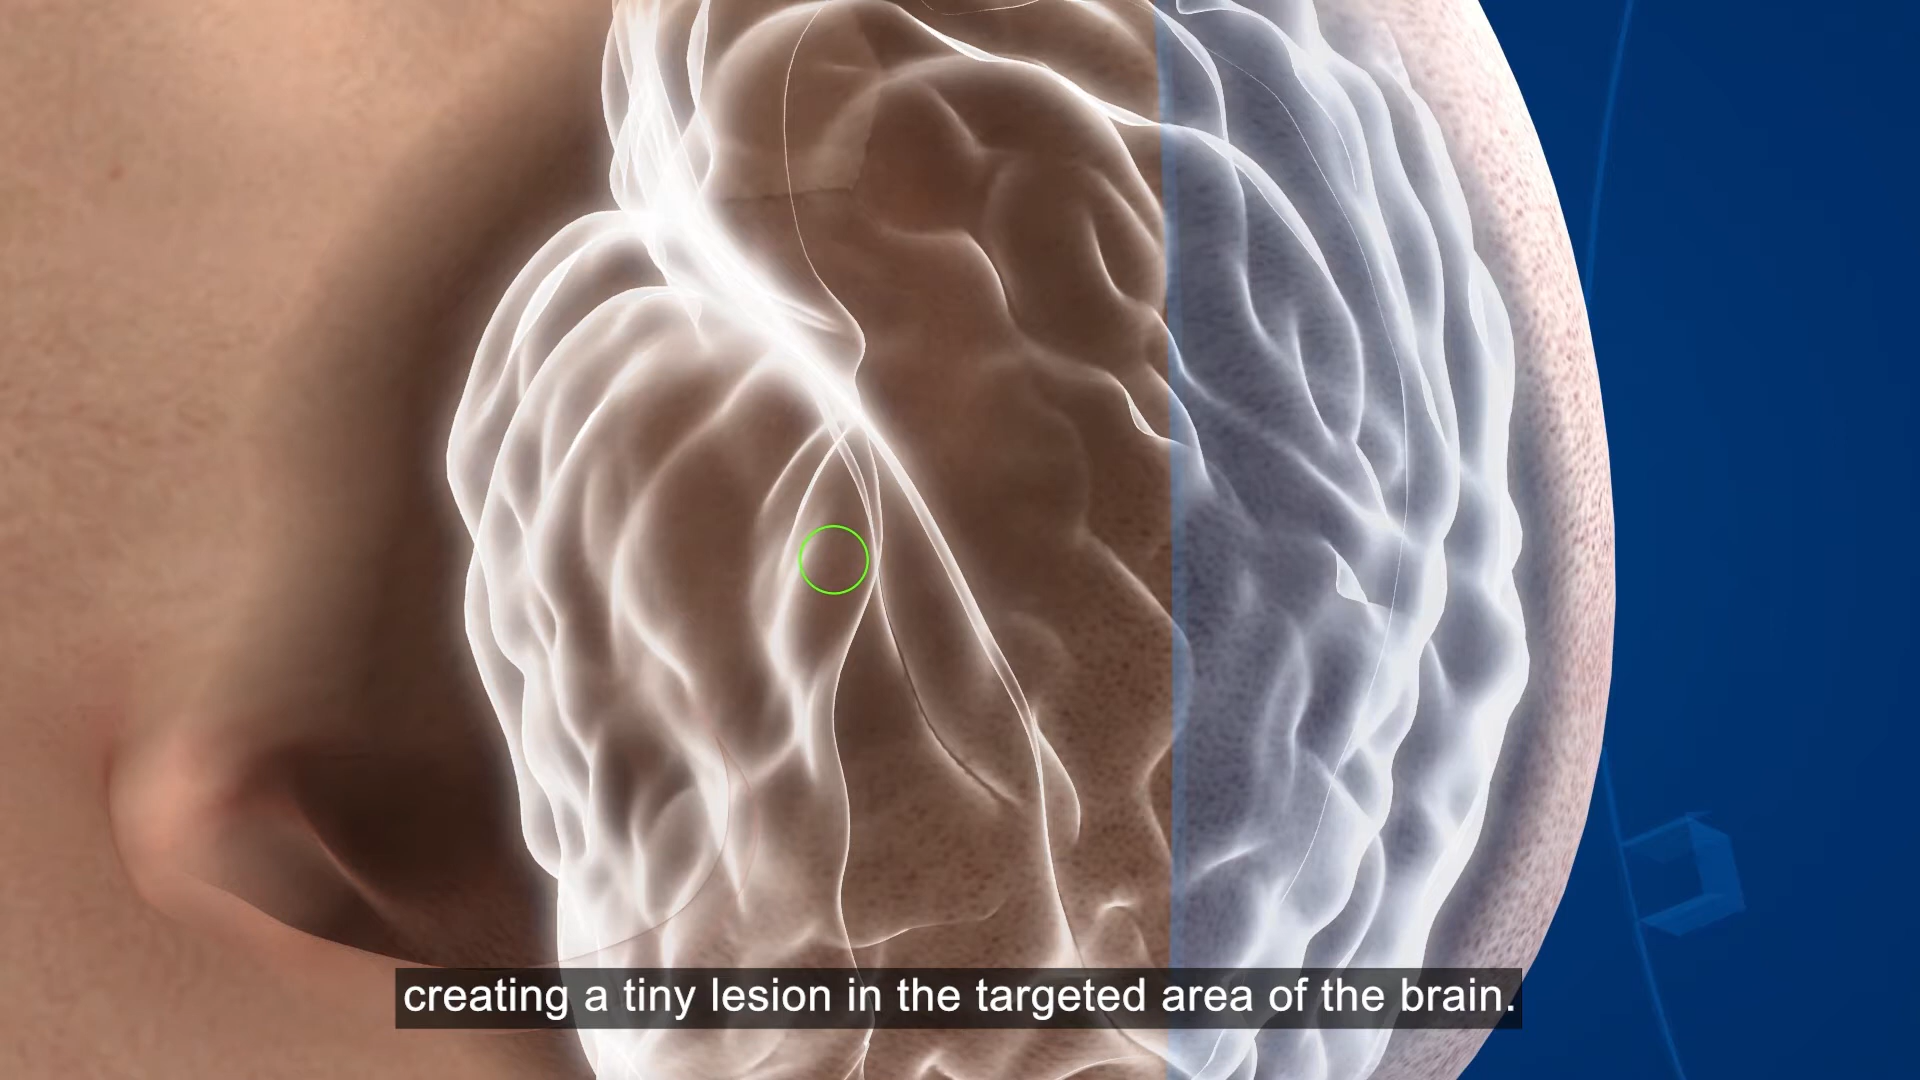 creating a tiny lesion in the targeted area of the brain.